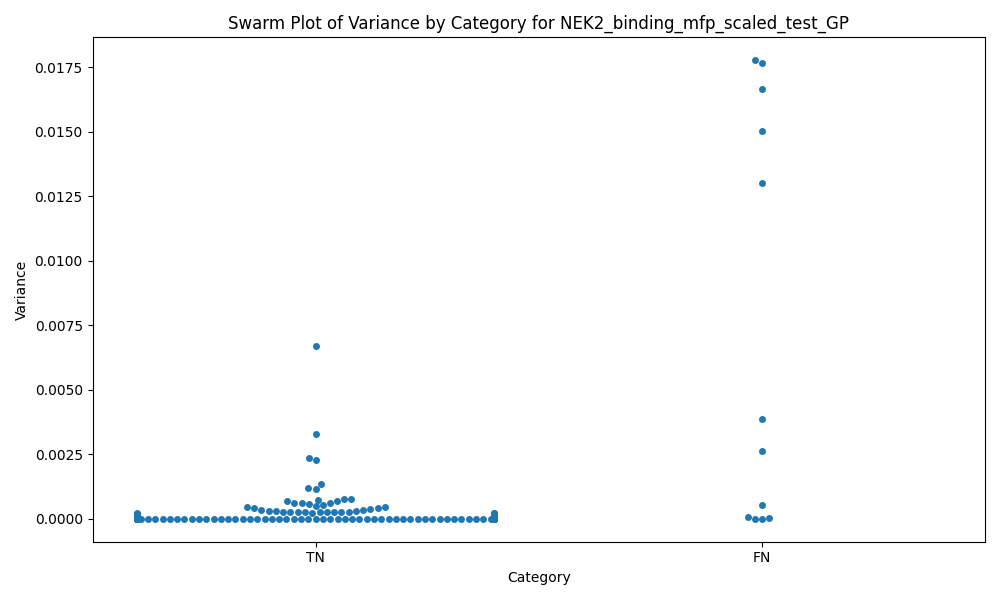 Swarm Plot of Variance by Category for NEK2_binding_mfp_scaled_test_GP
0.0175
0.0150
0.0125
0.0100
0.0075
0.0050
0.0025
0.0000
Variance
TN FN
Category